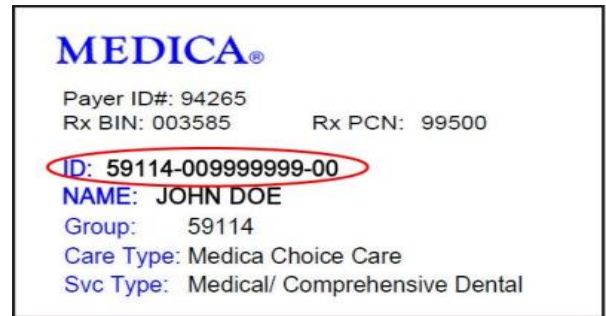 MEDICA®
Payer ID#: 94265
Rx BIN: 003585 Rx PCN: 99500
ID: 59114-009999999-00
NAME: JOHN DOE
Group: 59114
Care Type: Medica Choice Care
Svc Type: Medical/ Comprehensive Dental